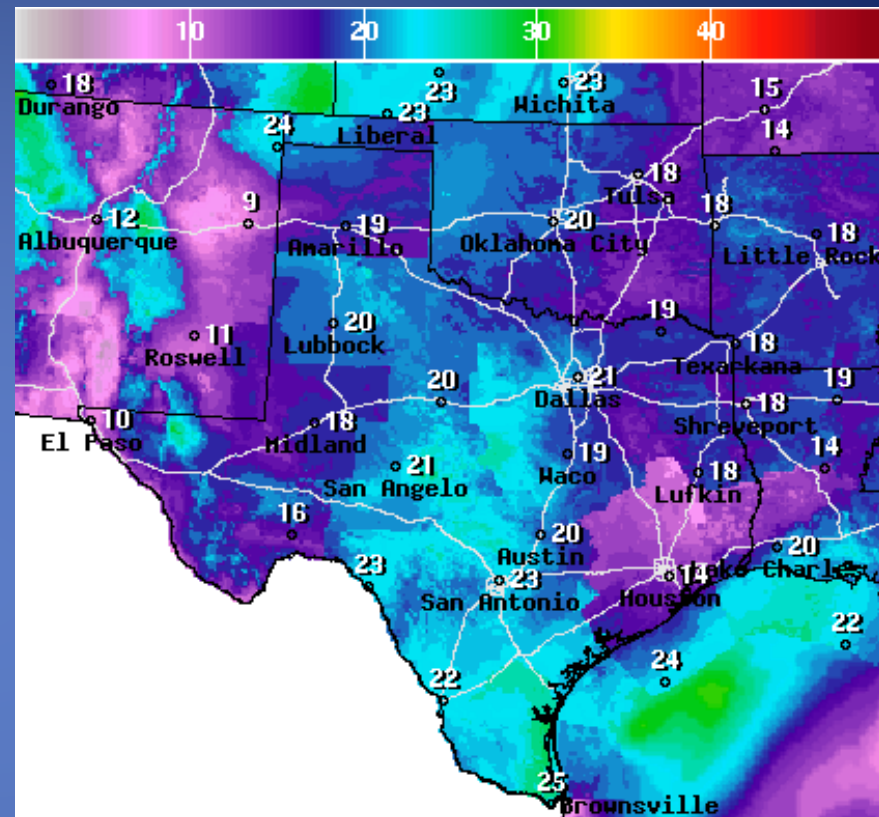 10 20 30 40
18 23 23 15
Durango Wichita
23
Liberal
24 14
18
Tulsa
12 9 19 20 18 18
Albuquerque Amarillo Oklahoma City Little Rock
11 20 19 18
Roswell Lubbock Texarkana
20 21 19
Dallas
10 18 18
El Paso Midland Shreveport
21 19 18 14
San Angelo Waco Lufkin
16 20 20
Austin Lake Charles
23 23 14
San Antonio Houston
22 24 22
25
Brownsville